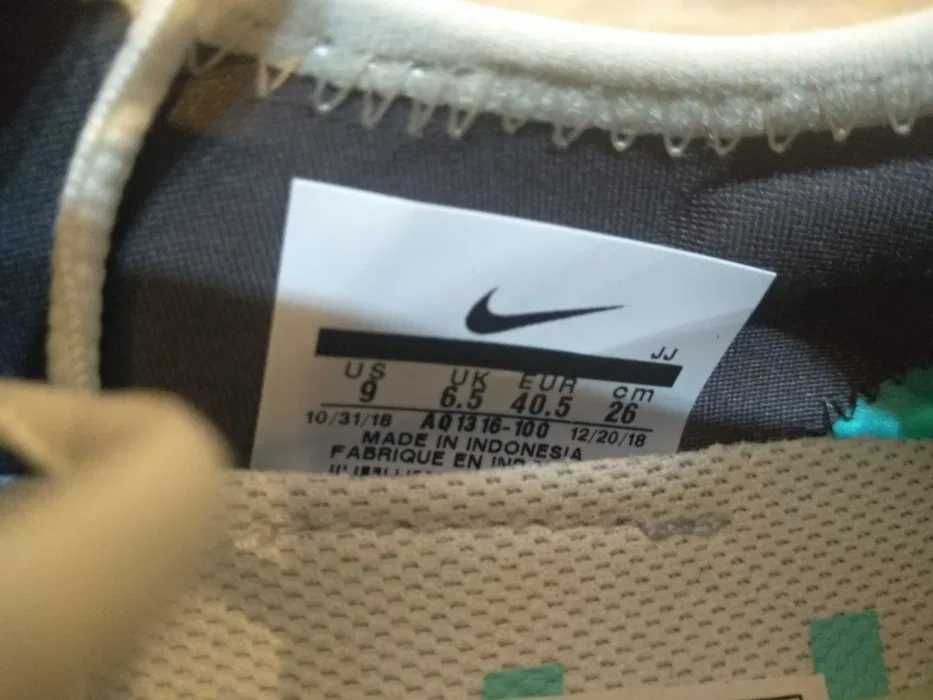 JJ
US UK EUR cm
9 6.5 40.5 26
10/31/18 AQ1316-100 12/20/18
MADE IN INDONESIA
FABRIQUE EN